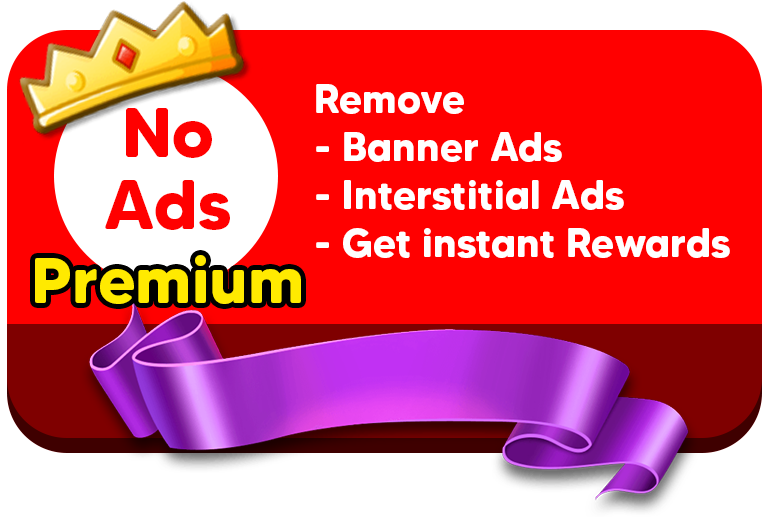 No
Ads
Premium
Remove
- Banner Ads
- Interstitial Ads
- Get instant Rewards